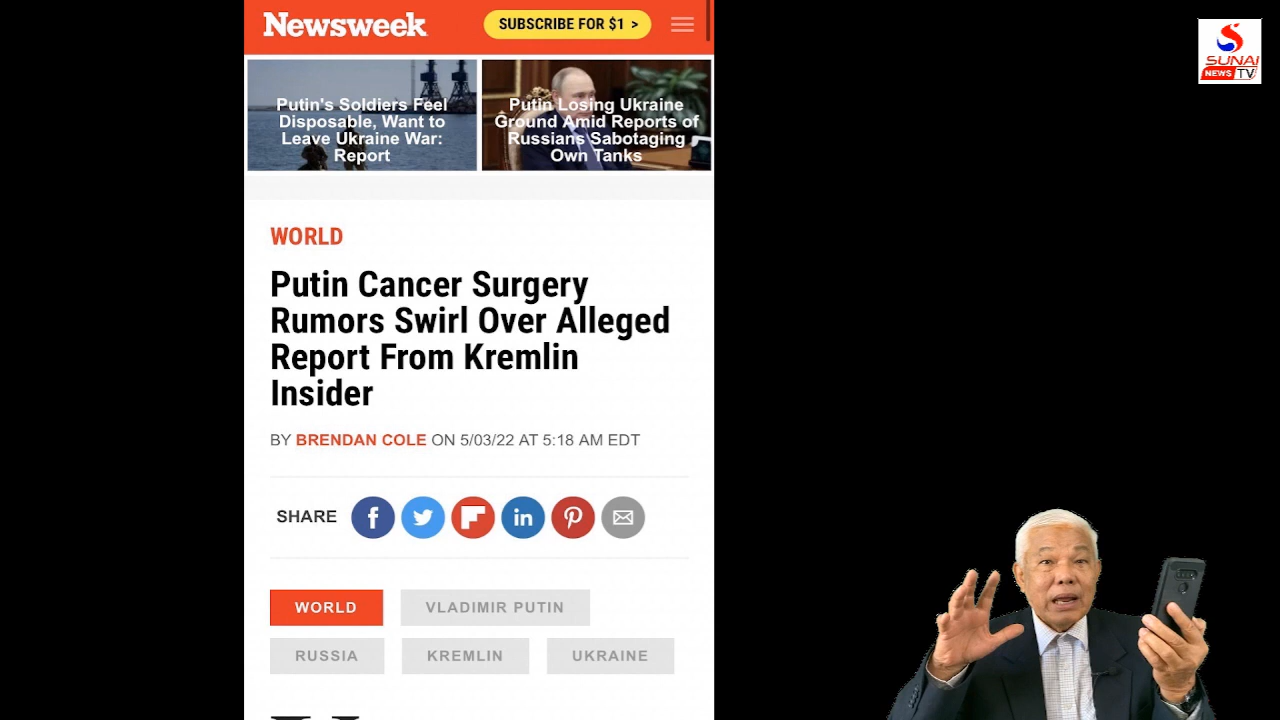 Newsweek
SUBSCRIBE FOR $1 >
SUNAI
NEWS TV
Putin's Soldiers Feel
Disposable, Want to
Leave Ukraine War:
Report
Putin Losing Ukraine
Ground Amid Reports of
Russians Sabotaging
Own Tanks
WORLD
Putin Cancer Surgery
Rumors Swirl Over Alleged
Report From Kremlin
Insider
BY BRENDAN COLE ON 5/03/22 AT 5:18 AM EDT
SHARE
WORLD
VLADIMIR PUTIN
RUSSIA
KREMLIN
UKRAINE